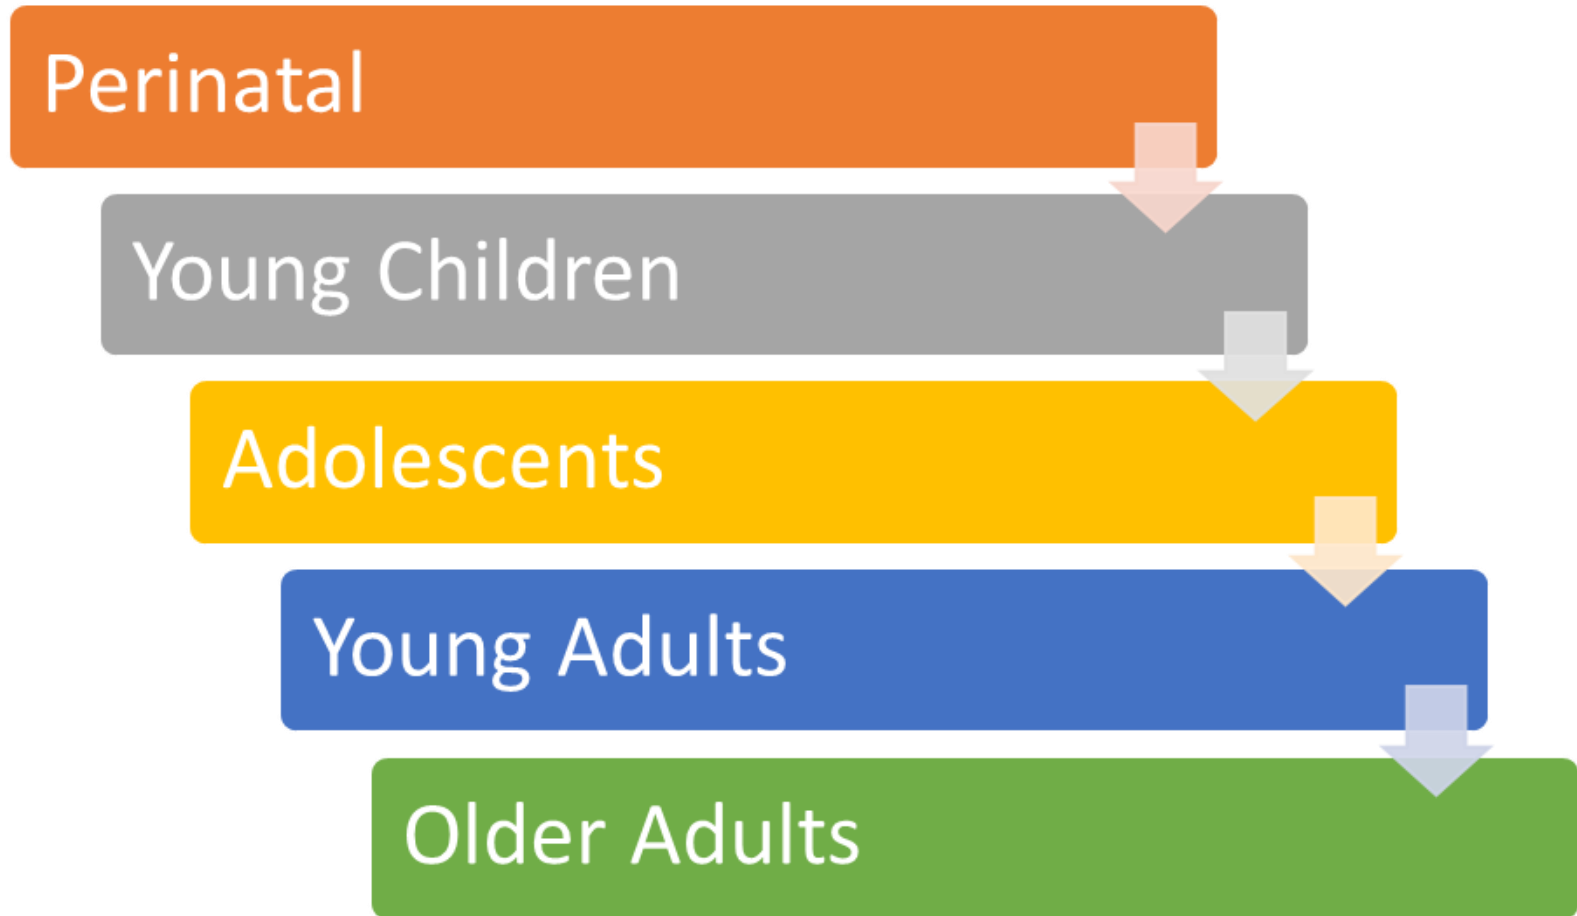 Perinatal
Young Children
Adolescents
Young Adults
Older Adults